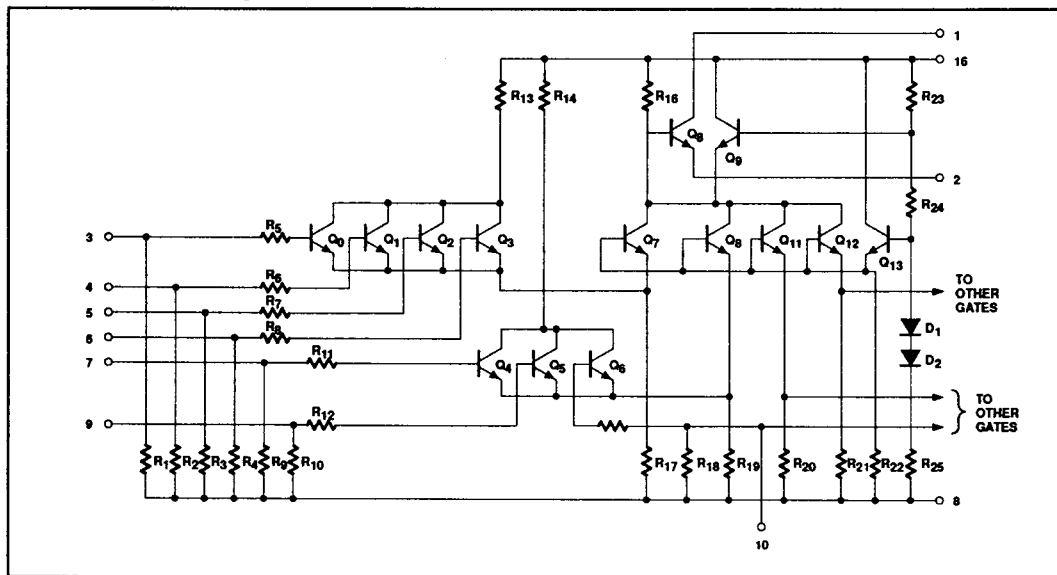 1
16
R13
R14
R16
R23
Q8
Q9
2
R24
3
R5
Q0
Q1
Q2
Q3
Q7
Q8
Q11
Q12
Q13
4
R6
5
R7
6
R8
TO
OTHER
GATES
D1
7
R11
Q4
Q5
Q6
D2
9
R12
TO
OTHER
GATES
R1
R2
R3
R4
R9
R10
R17
R18
R19
R20
R21
R22
R25
8
10